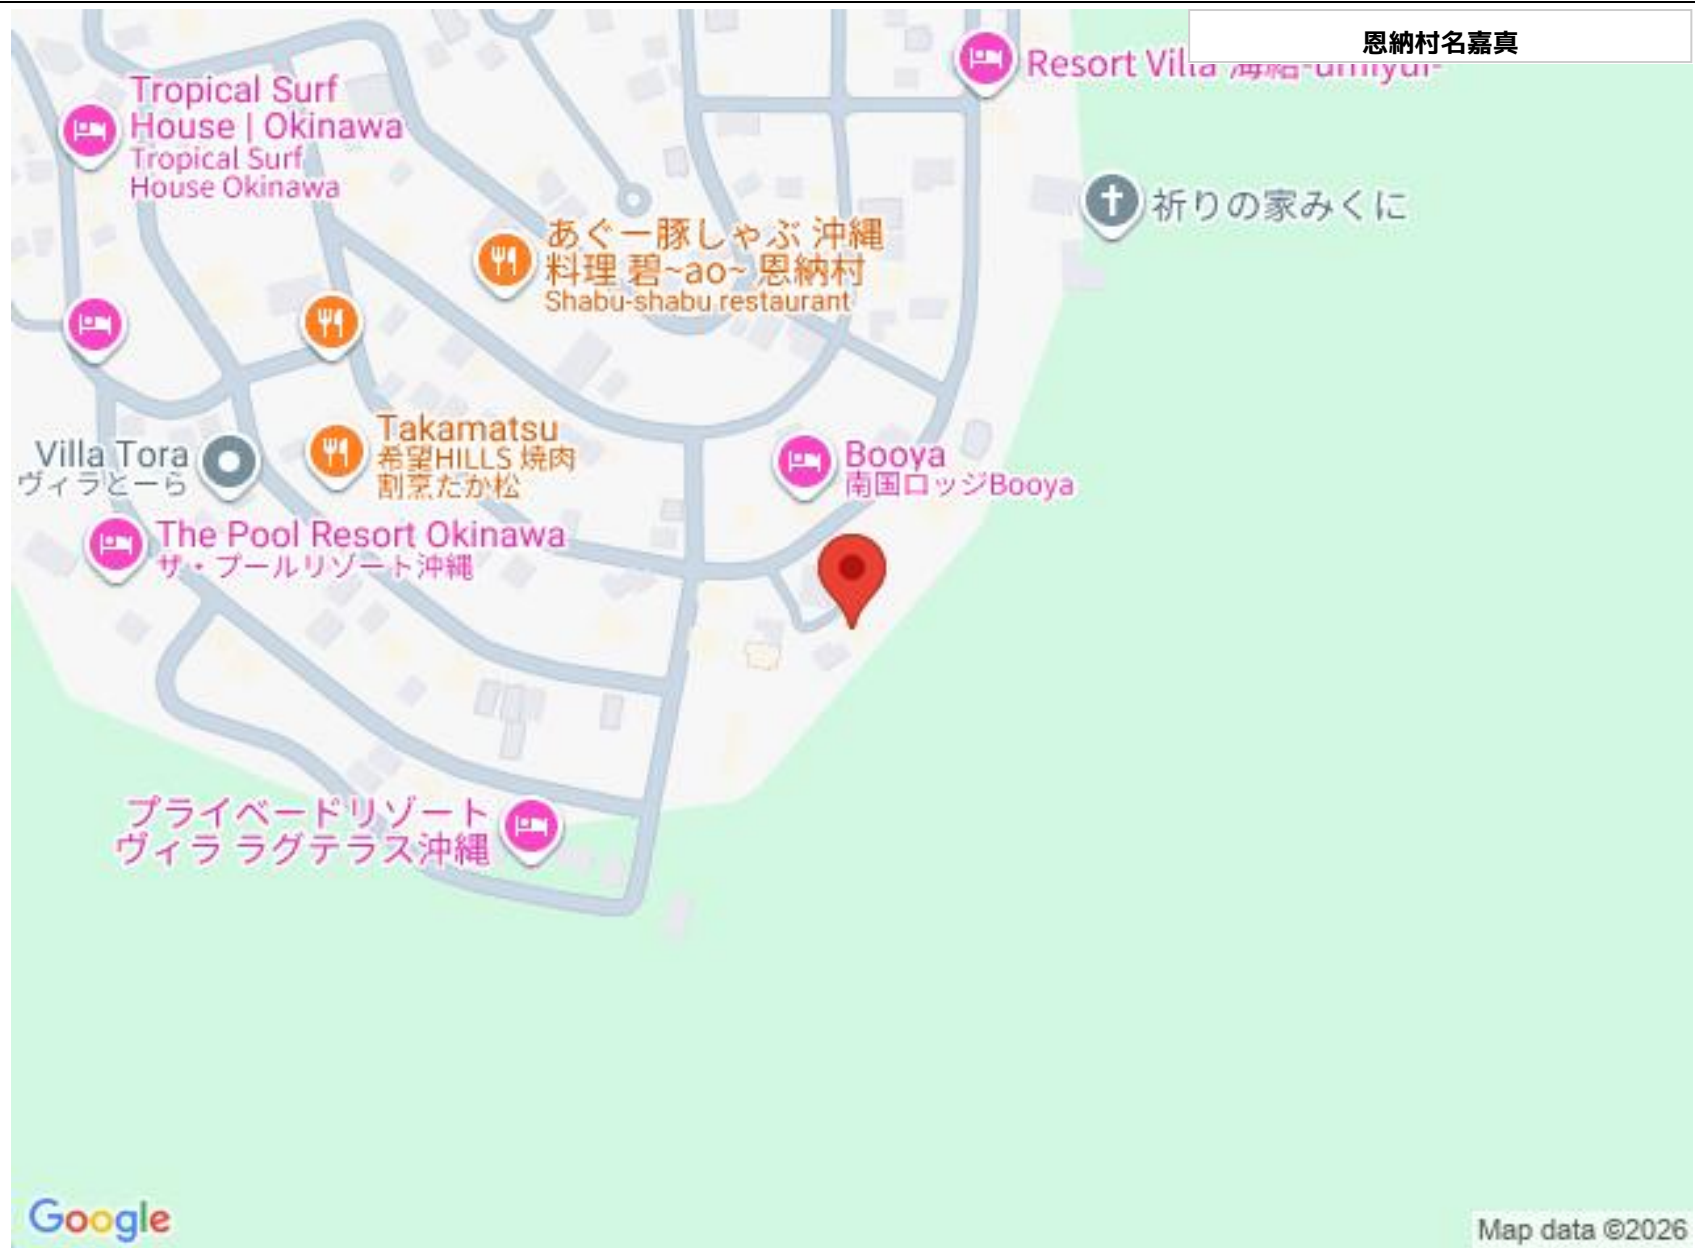 恩納村名嘉真
Resort Villa
Tropical Surf
House | Okinawa
Tropical Surf
House Okinawa
祈りの家みくに
あぐー豚しゃぶ 沖縄
料理 碧~ao~ 恩納村
Shabu-shabu restaurant
Takamatsu
希望HILLS 焼肉
割烹たか松
Villa Tora
ヴィラとーら
Booya
南国ロッジBooya
The Pool Resort Okinawa
ザ・プールリゾート沖縄
プライベードリゾート
ヴィラ ラグテラス沖縄
Google
Map data ©2026